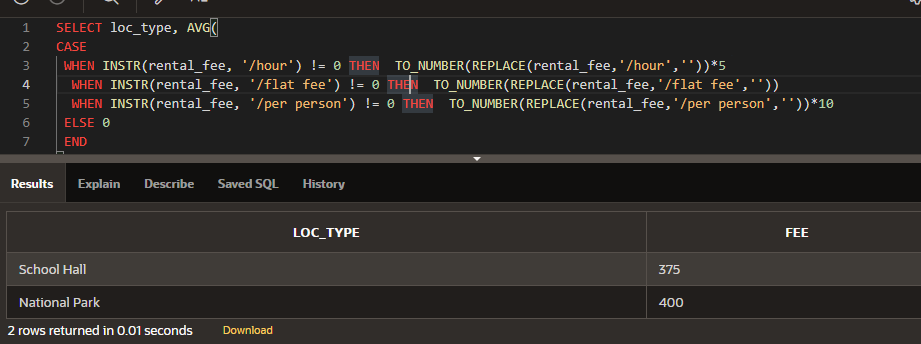 1 SELECT loc_type, AVG(
2 CASE
3 WHEN INSTR(rental_fee, '/hour') != 0 THEN  TO_NUMBER(REPLACE(rental_fee,'/hour',''))*5
4 WHEN INSTR(rental_fee, '/flat fee') != 0 THEN  TO_NUMBER(REPLACE(rental_fee,'/flat fee',''))
5 WHEN INSTR(rental_fee, '/per person') != 0 THEN  TO_NUMBER(REPLACE(rental_fee,'/per person',''))*10
6 ELSE 0
7 END
Results Explain Describe Saved SQL History
LOC_TYPE FEE
School Hall 375
National Park 400
2 rows returned in 0.01 seconds Download